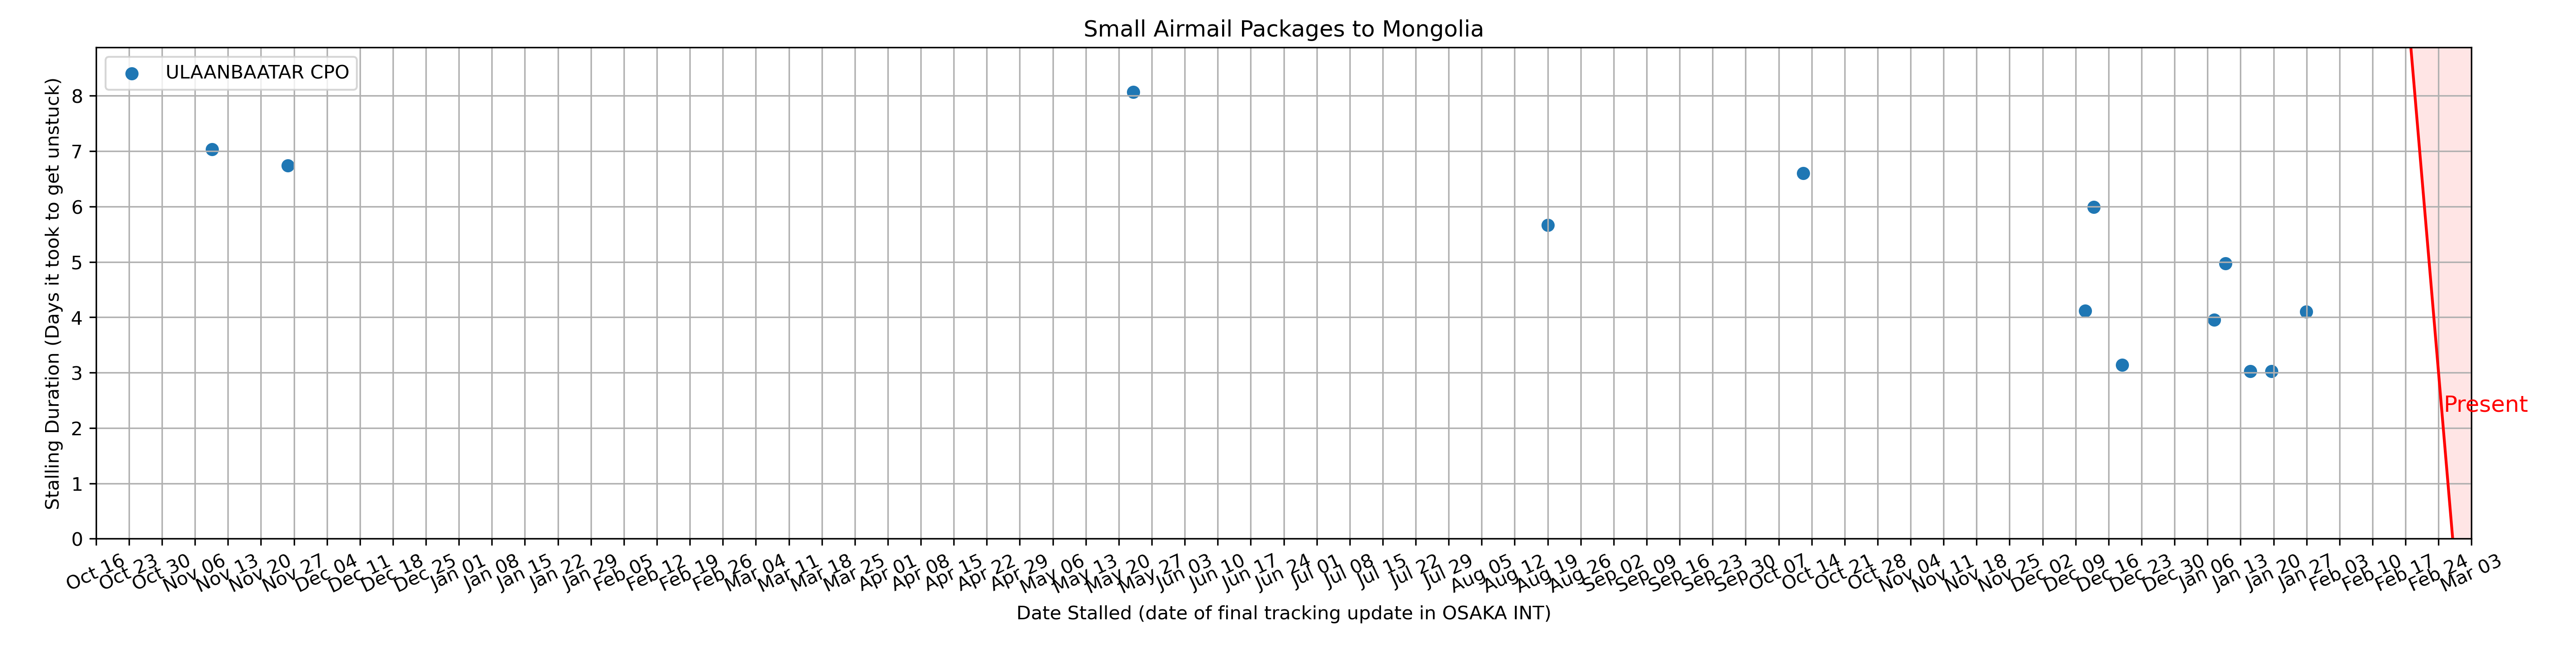 Small Airmail Packages to Mongolia
ULAANBAATAR CPO
Stalling Duration (Days it took to get unstuck)
8
7
6
5
4
3
2
1
0
Present
Oct 16 Oct 23 Oct 30 Nov 06 Nov 13 Nov 20 Nov 27 Dec 04 Dec 11 Dec 18 Dec 25 Jan 01 Jan 08 Jan 15 Jan 22 Jan 29 Feb 05 Feb 12 Feb 19 Feb 26 Mar 04 Mar 11 Mar 18 Mar 25 Apr 01 Apr 08 Apr 15 Apr 22 Apr 29 May 06 May 13 May 20 May 27 Jun 03 Jun 10 Jun 17 Jun 24 Jul 01 Jul 08 Jul 15 Jul 22 Jul 29 Aug 05 Aug 12 Aug 19 Aug 26 Sep 02 Sep 09 Sep 16 Sep 23 Sep 30 Oct 07 Oct 14 Oct 21 Oct 28 Nov 04 Nov 11 Nov 18 Nov 25 Dec 02 Dec 09 Dec 16 Dec 23 Dec 30 Jan 06 Jan 13 Jan 20 Jan 27 Feb 03 Feb 10 Feb 17 Feb 24 Mar 03
Date Stalled (date of final tracking update in OSAKA INT)